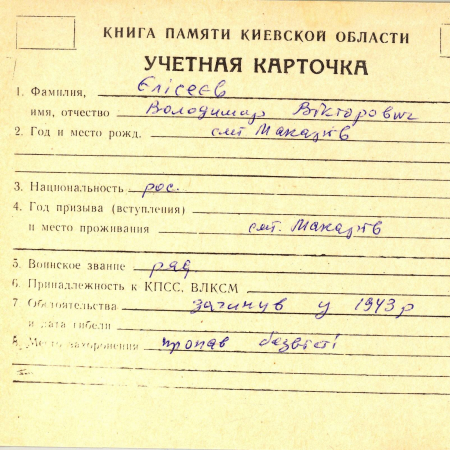 КНИГА ПАМЯТИ КИЕВСКОЙ ОБЛАСТИ
УЧЕТНАЯ КАРТОЧКА
1. Фамилия, Єлісеєв
имя, отчество Володимир Вікторович
2. Год и место рожд. смт Макарів
3. Национальность рос.
4. Год призыва (вступления)
и место проживания смт. Макарів
5. Воинское звание ряд
6. Принадлежность к КПСС, ВЛКСМ
7. Обстоятельства загинув у 1943 р
и дата гибели
8. Место захоронения пропав безвісті